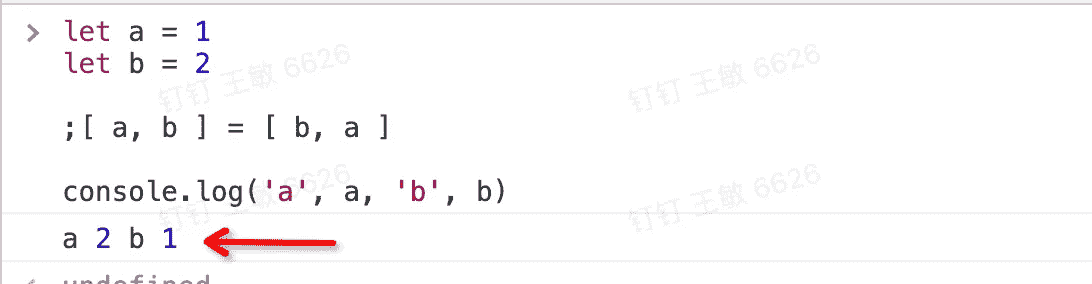 > let a = 1
let b = 2
;[ a, b ] = [ b, a ]
console.log('a', a, 'b', b)
a 2 b 1
undefined
钉钉 王敏 6626
钉钉 王敏 6626
钉钉 王敏 6626
钉钉 王敏 6626